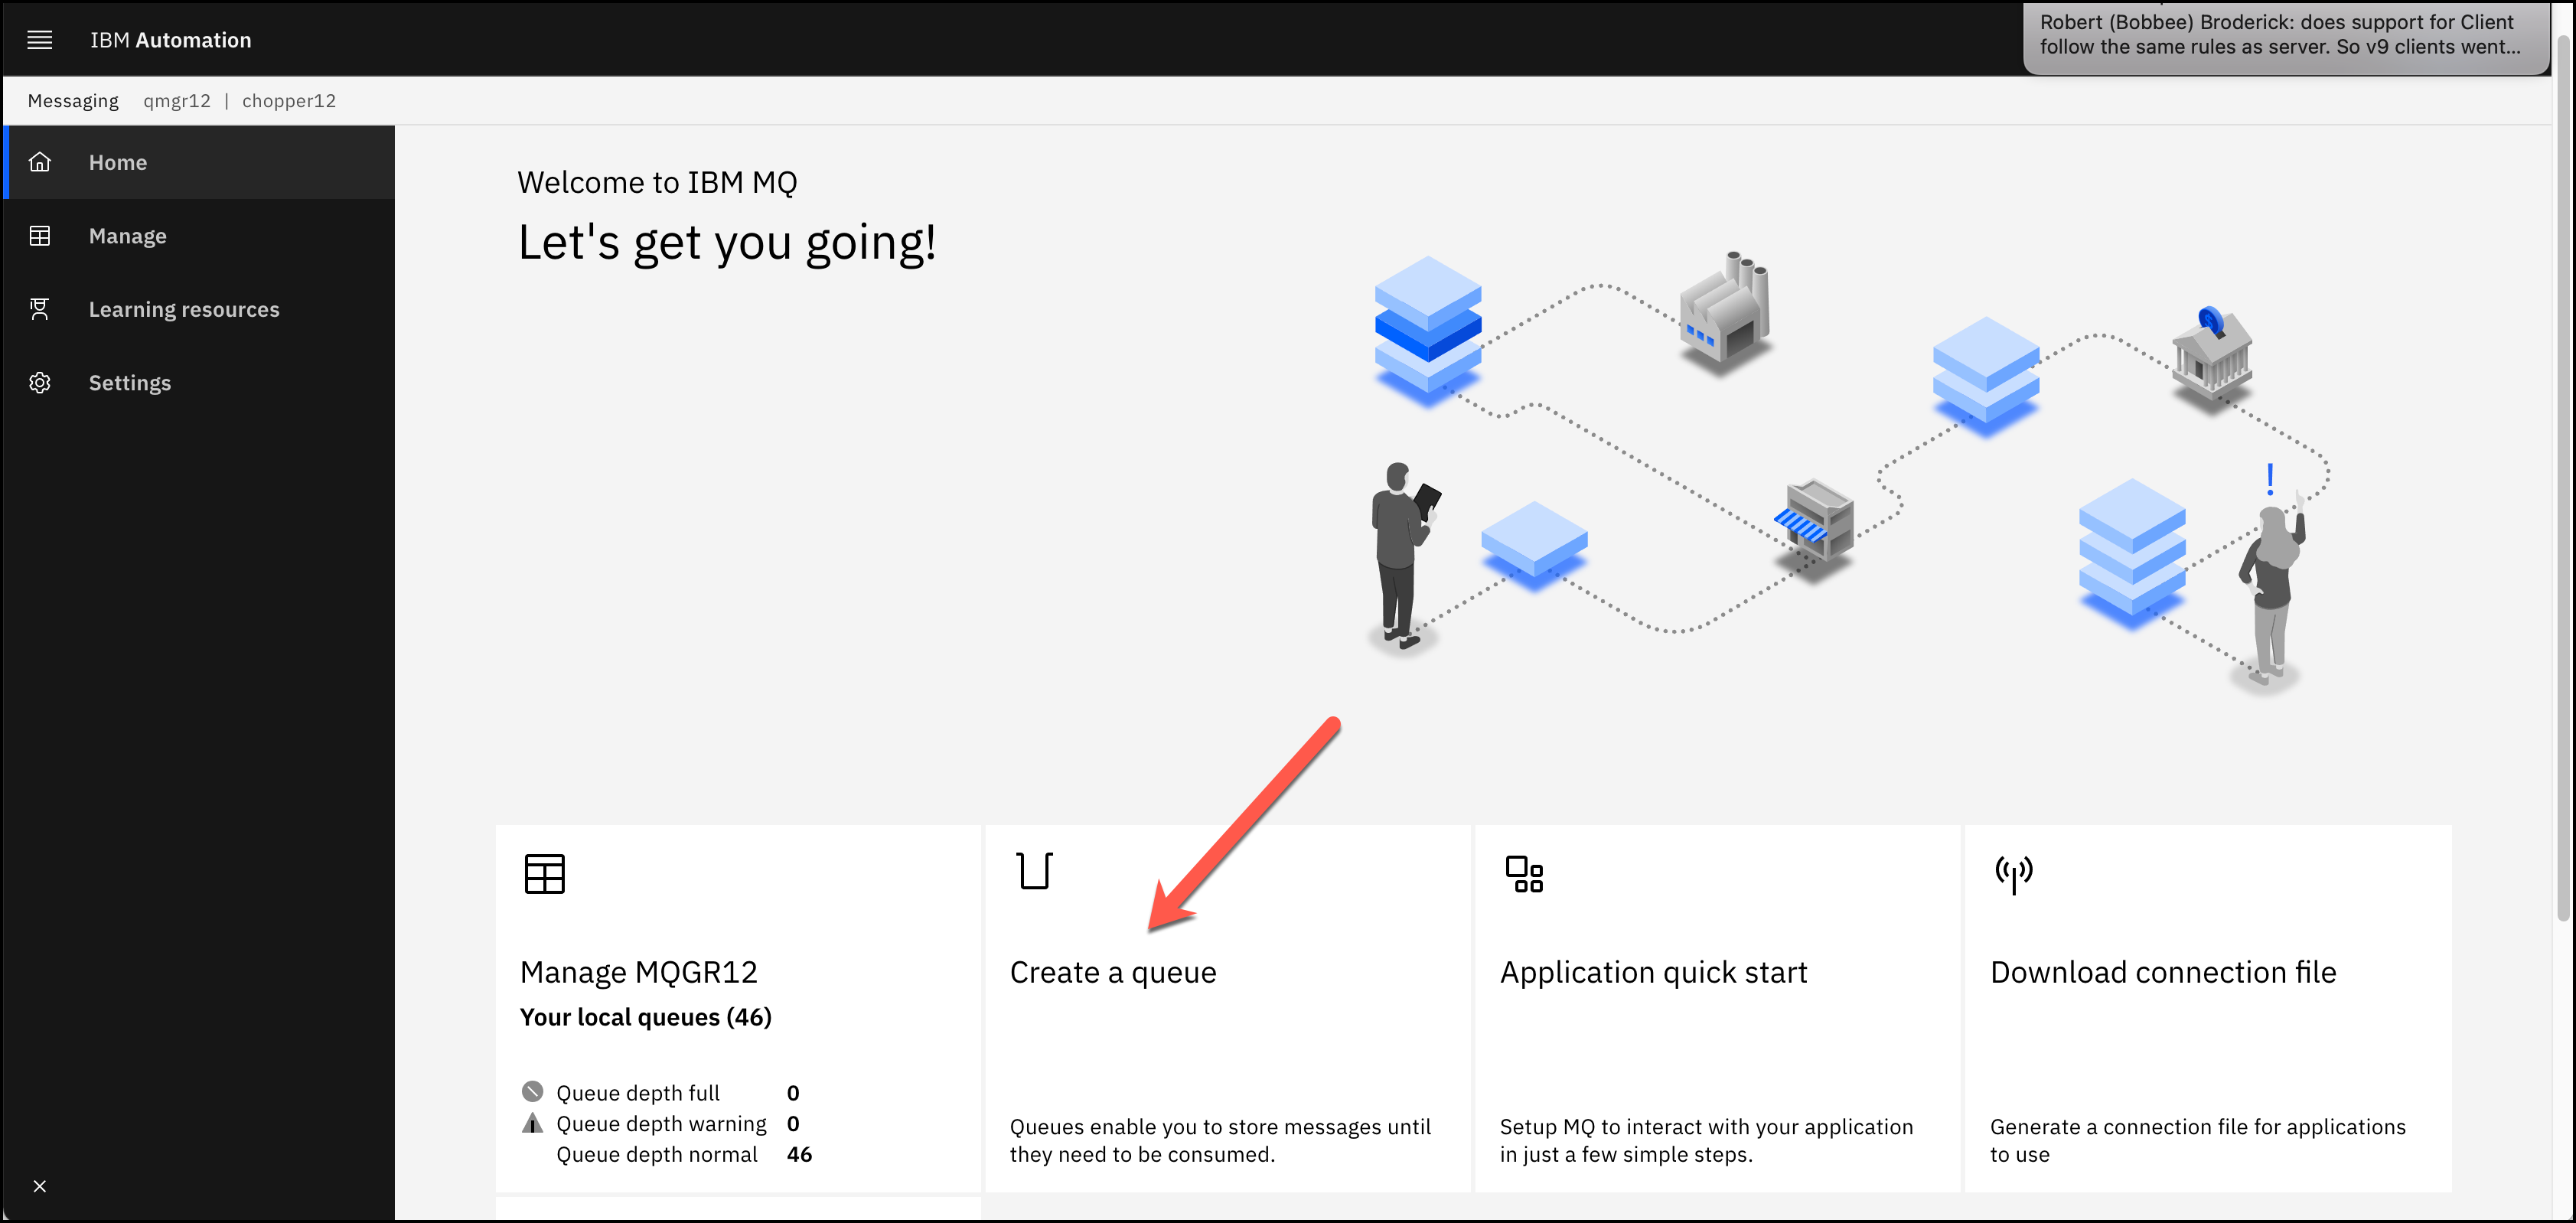 IBM Automation
Robert (Bobbee) Broderick: does support for Client
follow the same rules as server. So v9 clients went...
Messaging qmgr12 | chopper12
Home
Manage
Learning resources
Settings
Welcome to IBM MQ
Let's get you going!
!
Manage MQGR12
Your local queues (46)
Queue depth full 0
Queue depth warning 0
Queue depth normal 46
Create a queue
Queues enable you to store messages until
they need to be consumed.
Application quick start
Setup MQ to interact with your application
in just a few simple steps.
Download connection file
Generate a connection file for applications
to use